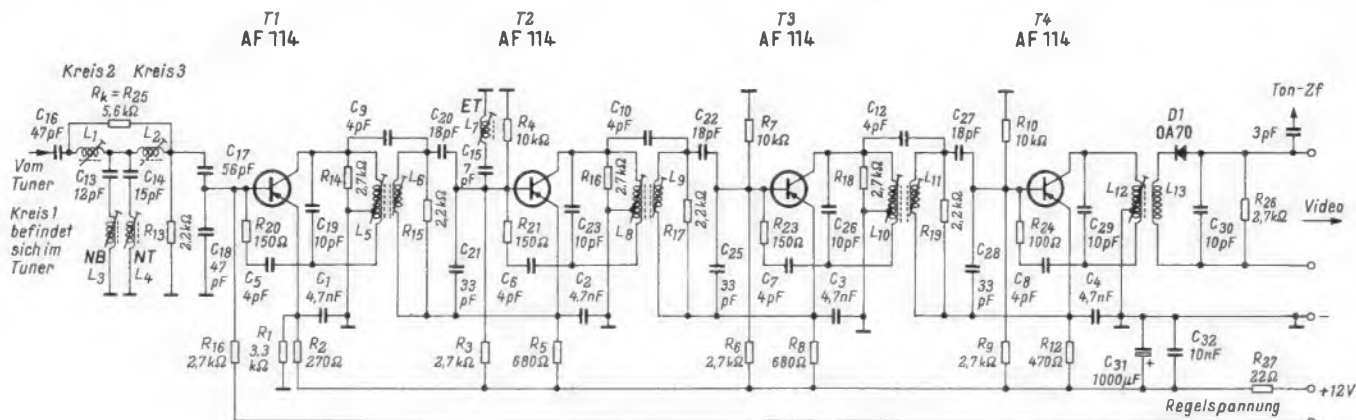 T1
AF 114
T2
AF 114
T3
AF 114
T4
AF 114
Kreis 2 Kreis 3
Rk = R25
5,6kΩ
C16
47pF
L1
L2
Vom
Tuner
C13
12pF
C14
15pF
Kreis 1
befindet
sich im
Tuner
NB
L3
NT
L4
R13
2,2kΩ
C17
56pF
C18
47
pF
R20
150Ω
C5
4pF
R16
2,7kΩ
R1
3,3
kΩ
R2
270Ω
C1
4,7nF
C19
10pF
R14
2,7kΩ
C9
4pF
L5
L6
R15
2,2kΩ
C20
18pF
C21
33
pF
ET
L7
C15
7
pF
R4
10kΩ
R21
150Ω
C6
4pF
R3
2,7kΩ
R5
680Ω
C2
4,7nF
C23
10pF
R16
2,7kΩ
C10
4pF
L8
L9
R17
2,2kΩ
C22
18pF
C25
33
pF
R7
10kΩ
R23
150Ω
C7
4pF
R6
2,7kΩ
R8
680Ω
C3
4,7nF
C26
10pF
R18
2,7kΩ
C12
4pF
L10
L11
R19
2,2kΩ
C27
18pF
C28
33
pF
R10
10kΩ
R24
100Ω
C8
4pF
R9
2,7kΩ
R12
470Ω
C4
4,7nF
C29
10pF
L12
L13
D1
OA70
C30
10pF
R26
2,7kΩ
Ton-Zf
3pF
Video
−
C31
1000µF
+
C32
10nF
R27
22Ω
+12V
Regelspannung